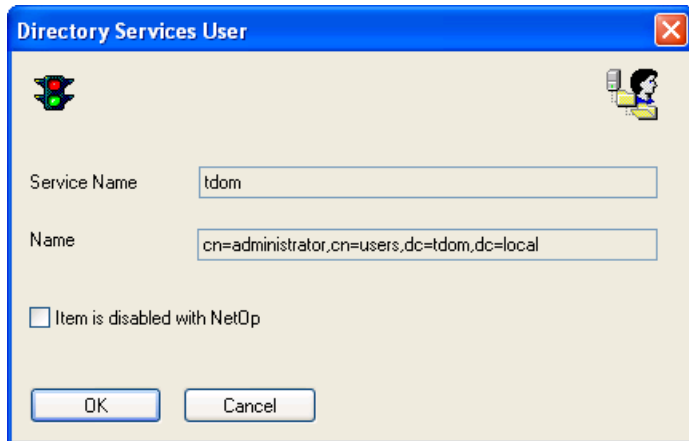 Directory Services User
Service Name tdom
Name cn=administrator,cn=users,dc=tdom,dc=local
Item is disabled with NetOp
OK Cancel